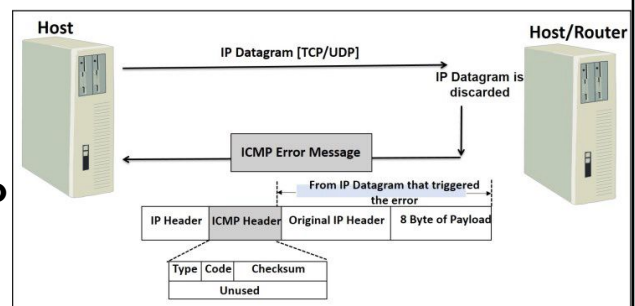 Host
Host/Router
IP Datagram [TCP/UDP]
IP Datagram is
discarded
ICMP Error Message
From IP Datagram that triggered
the error
IP Header
ICMP Header
Original IP Header
8 Byte of Payload
Type
Code
Checksum
Unused